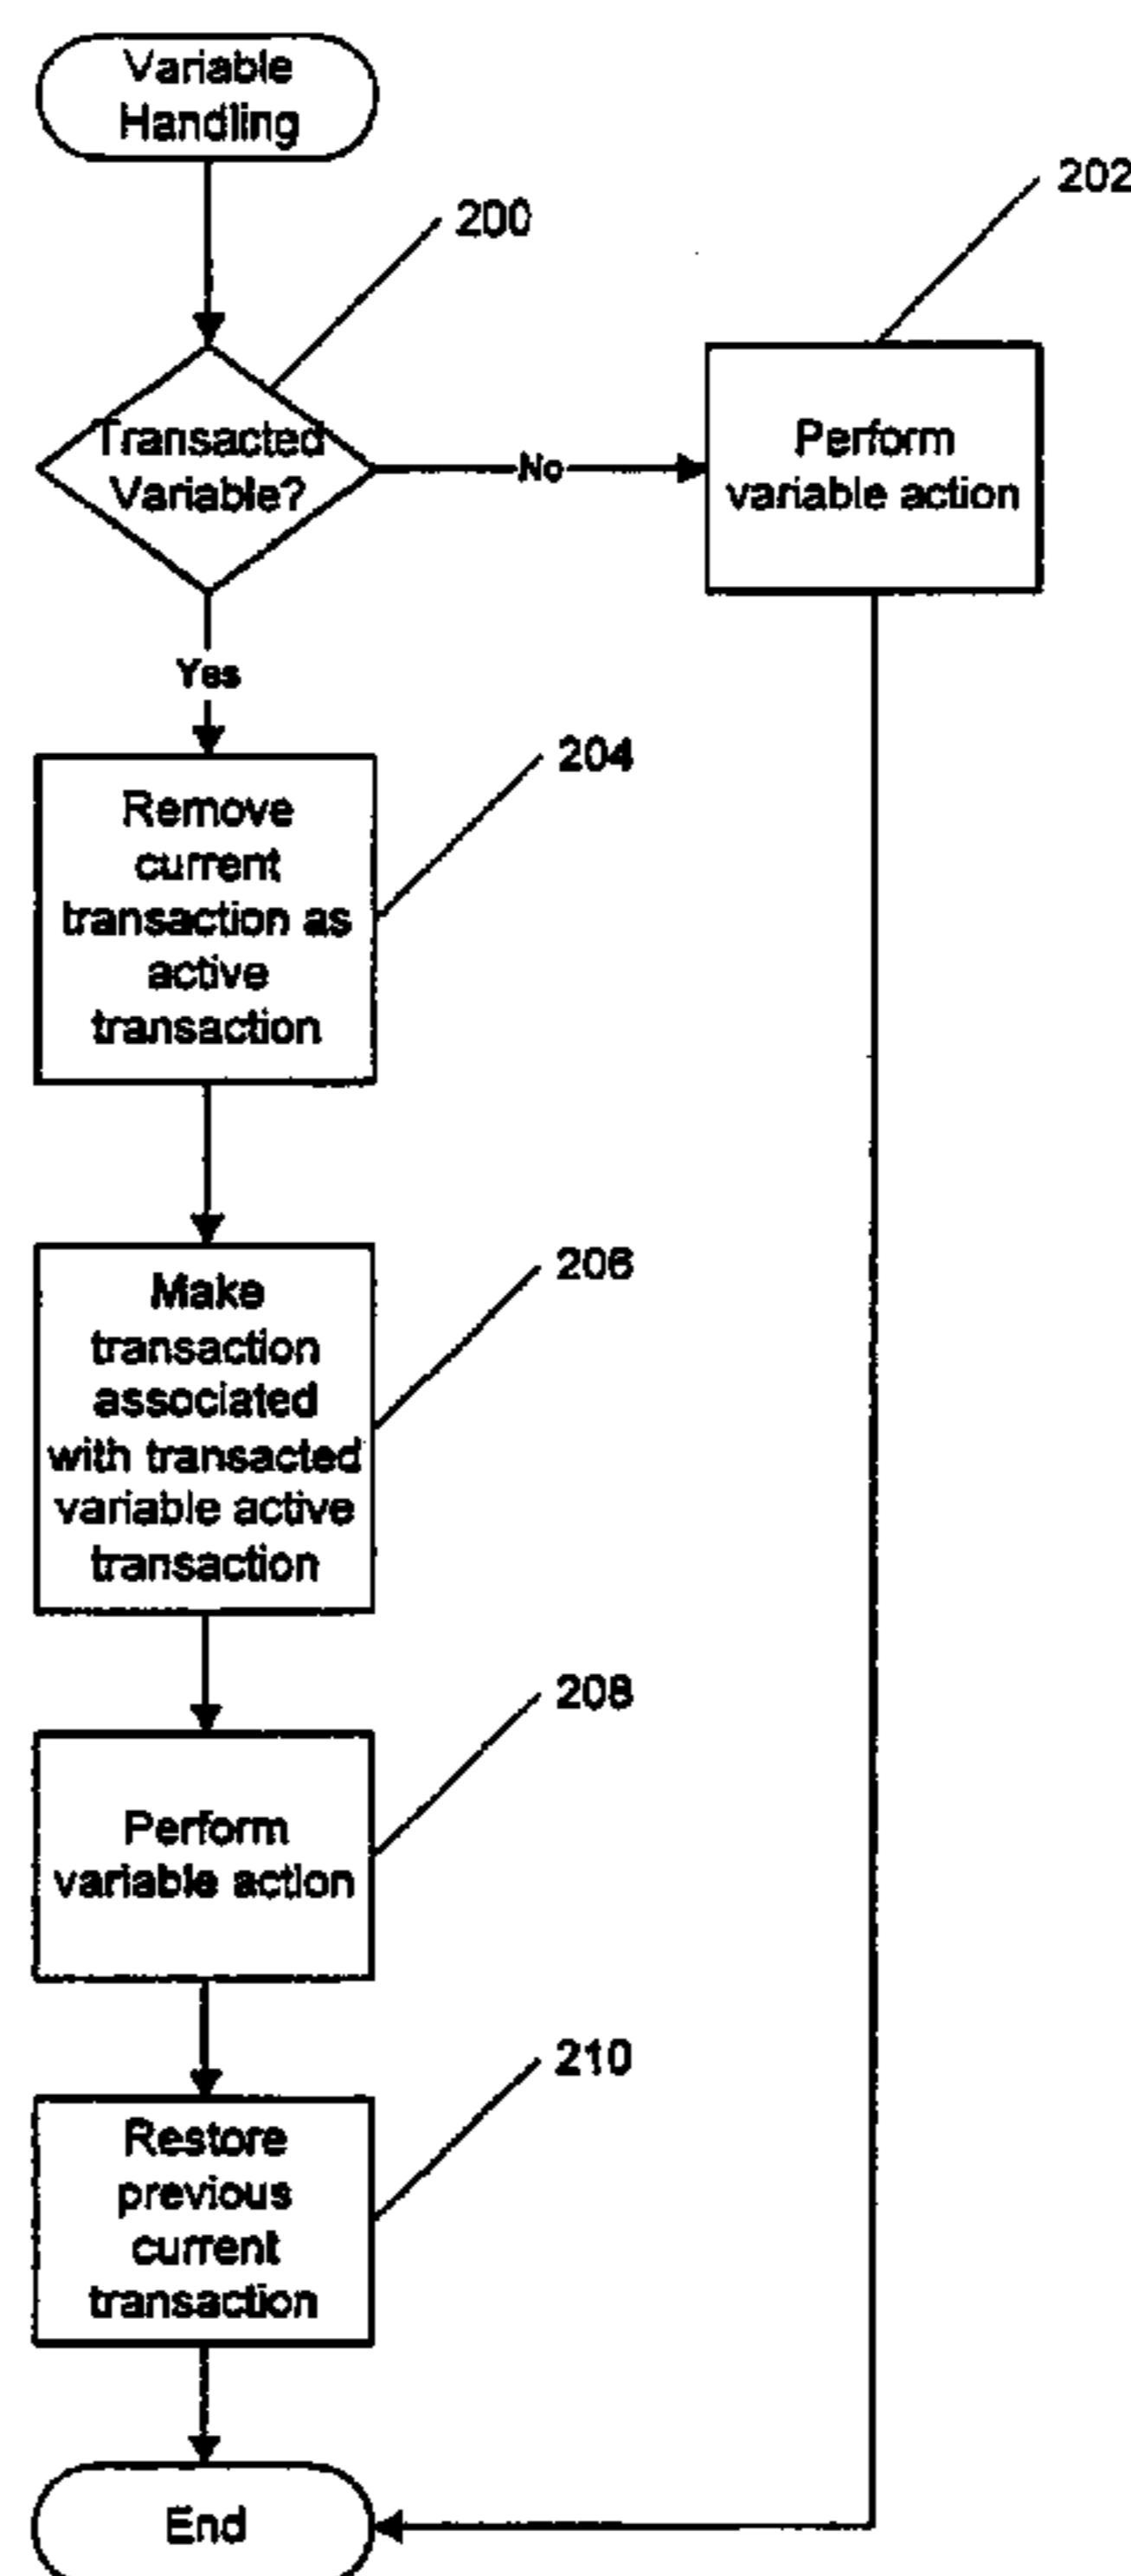 Variable
Handling
200
202
Transacted
Variable?
No
Perform
variable action
Yes
204
Remove
current
transaction as
active
transaction
206
Make
transaction
associated
with transacted
variable active
transaction
208
Perform
variable action
210
Restore
previous
current
transaction
End